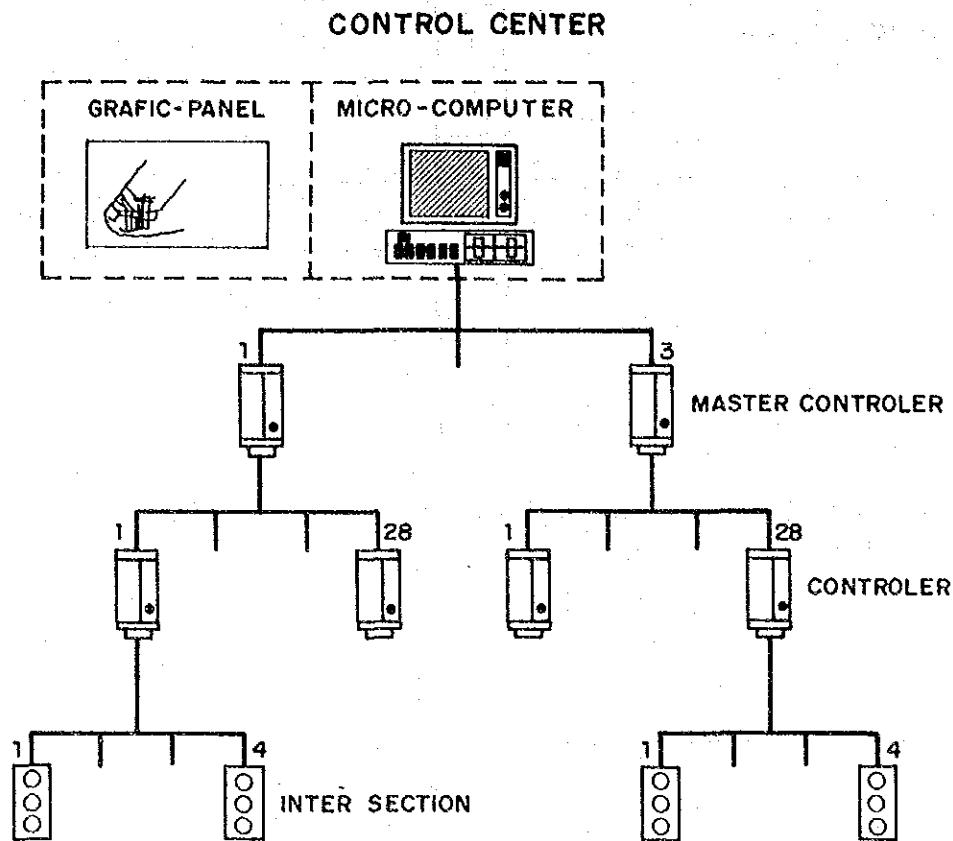 CONTROL CENTER
GRAFIC-PANEL
MICRO-COMPUTER
1
3
MASTER CONTROLER
1
28
1
28
CONTROLER
1
4
INTER SECTION
1
4